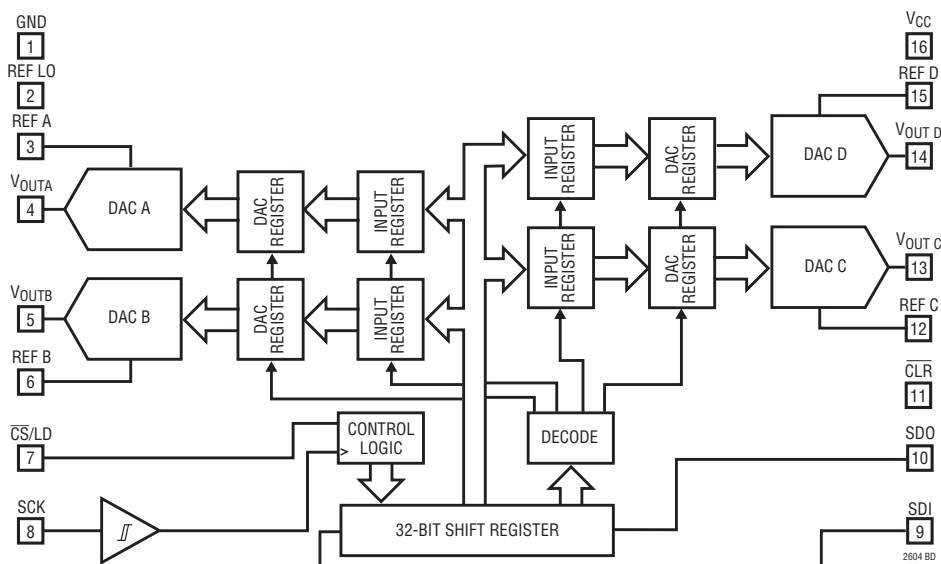 GND
1
REF LO
2
REF A
3
VOUTA
4
VOUTB
5
REF B
6
CS/LD
7
SCK
8
DAC A
DAC B
DAC
REGISTER
INPUT
REGISTER
DAC
REGISTER
INPUT
REGISTER
INPUT
REGISTER
DAC
REGISTER
INPUT
REGISTER
DAC
REGISTER
DAC D
DAC C
CONTROL
LOGIC
>
DECODE
32-BIT SHIFT REGISTER
VCC
16
REF D
15
VOUT D
14
VOUT C
13
REF C
12
CLR
11
SDO
10
SDI
9
2604 BD